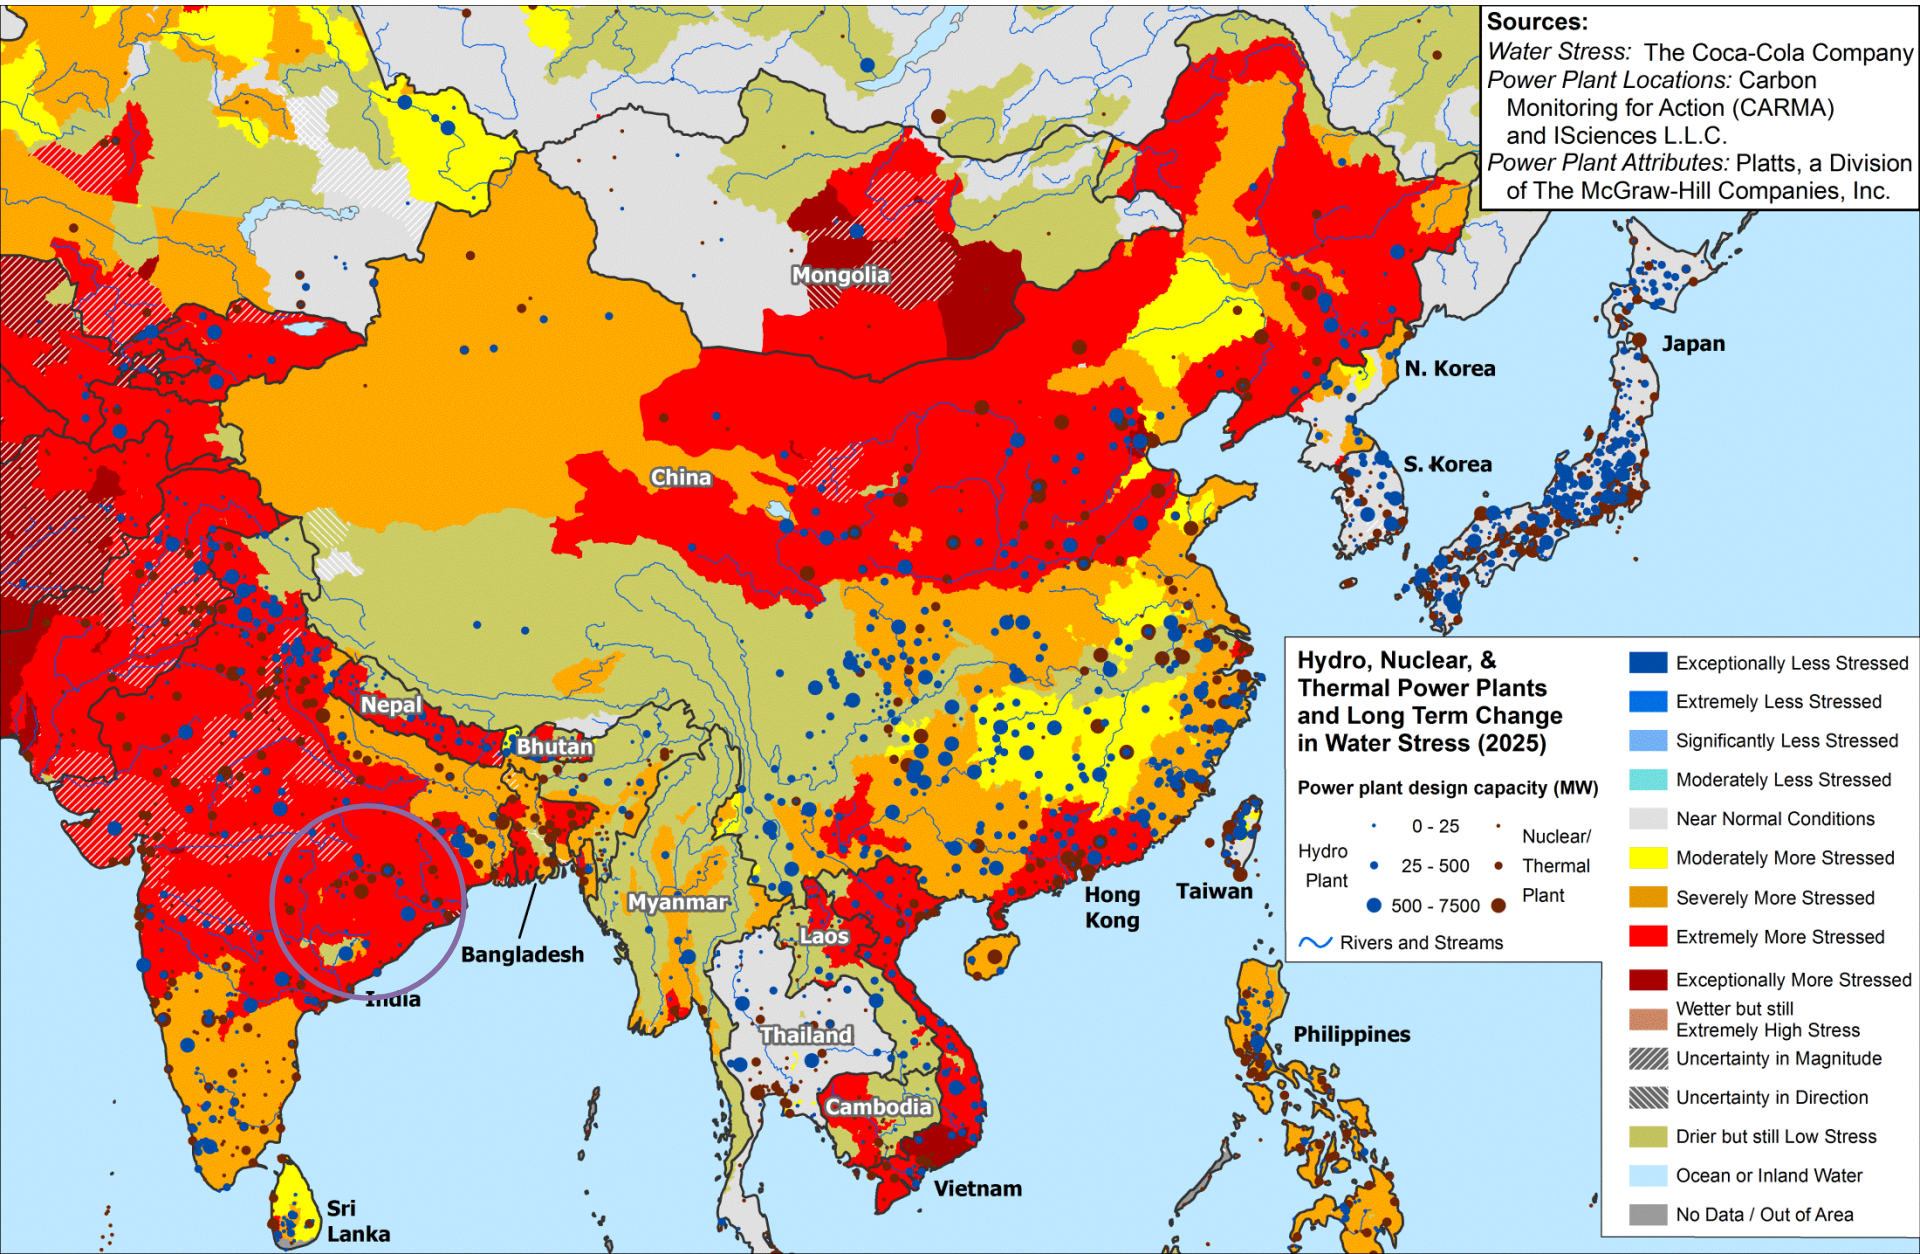 Sources:
Water Stress: The Coca-Cola Company
Power Plant Locations: Carbon
Monitoring for Action (CARMA)
and ISciences L.L.C.
Power Plant Attributes: Platts, a Division
of The McGraw-Hill Companies, Inc.
Mongolia
Japan
N. Korea
S. Korea
China
Nepal
Bhutan
Myanmar
Bangladesh
Laos
Hong
Kong
Taiwan
India
Thailand
Cambodia
Philippines
Vietnam
Sri
Lanka
Hydro, Nuclear, &
Thermal Power Plants
and Long Term Change
in Water Stress (2025)
Power plant design capacity (MW)
Hydro
Plant
0 - 25
25 - 500
500 - 7500
Nuclear/
Thermal
Plant
Rivers and Streams
Exceptionally Less Stressed
Extremely Less Stressed
Significantly Less Stressed
Moderately Less Stressed
Near Normal Conditions
Moderately More Stressed
Severely More Stressed
Extremely More Stressed
Exceptionally More Stressed
Wetter but still
Extremely High Stress
Uncertainty in Magnitude
Uncertainty in Direction
Drier but still Low Stress
Ocean or Inland Water
No Data / Out of Area